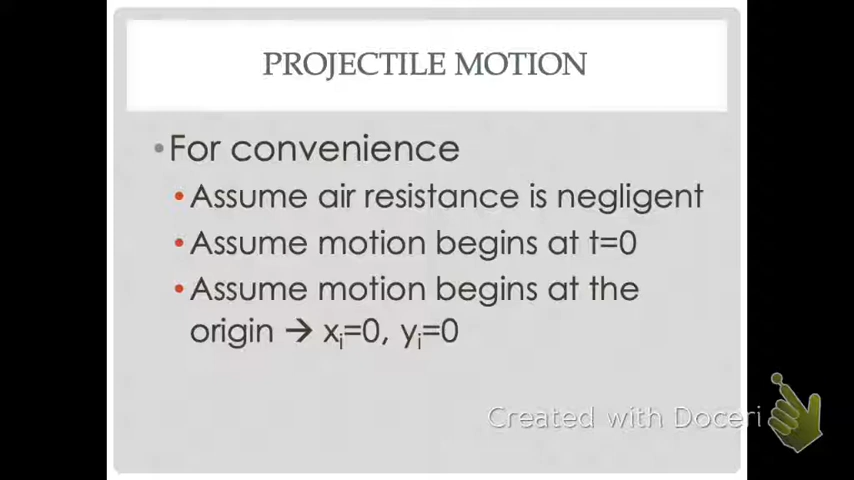 PROJECTILE MOTION
•For convenience
•Assume air resistance is negligent
•Assume motion begins at t=0
•Assume motion begins at the
origin → xᵢ=0, yᵢ=0
Created with Doceri